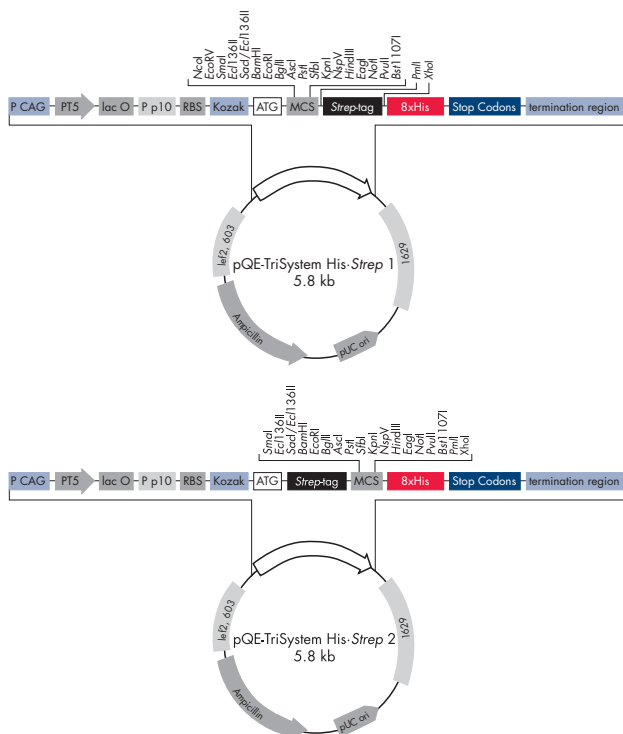 NcoI
EcoRV
SmaI
Ecl136II
SacI/Ecl136II
BamHI
EcoRI
BglII
AscI
PstI
SfbI
KpnI
NspV
HindIII
EagI
NotI
PvuII
Bst1107I
PmlI
XhoI
P CAG PT5 lac O P p10 RBS Kozak ATG MCS Strep-tag 8xHis Stop Codons termination region
lef2, 603
1629
pQE-TriSystem His·Strep 1
5.8 kb
Ampicillin
pUC ori
SmaI
Ecl136II
SacI/Ecl136II
BamHI
EcoRI
BglII
AscI
PstI
SfbI
KpnI
NspV
HindIII
EagI
NotI
PvuII
Bst1107I
PmlI
XhoI
P CAG PT5 lac O P p10 RBS Kozak ATG Strep-tag MCS 8xHis Stop Codons termination region
lef2, 603
1629
pQE-TriSystem His·Strep 2
5.8 kb
Ampicillin
pUC ori